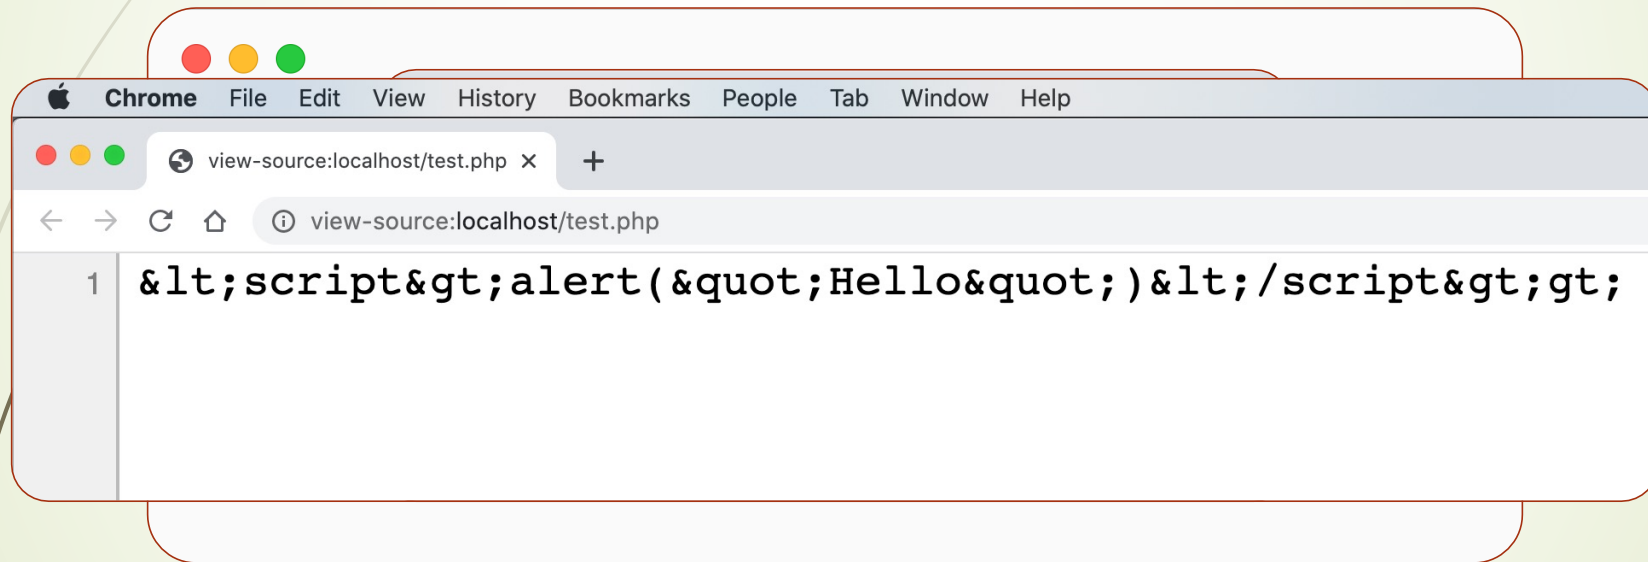 Chrome File Edit View History Bookmarks People Tab Window Help
view-source:localhost/test.php
view-source:localhost/test.php
1 &lt;script&gt;alert(&quot;Hello&quot;)&lt;/script&gt;gt;